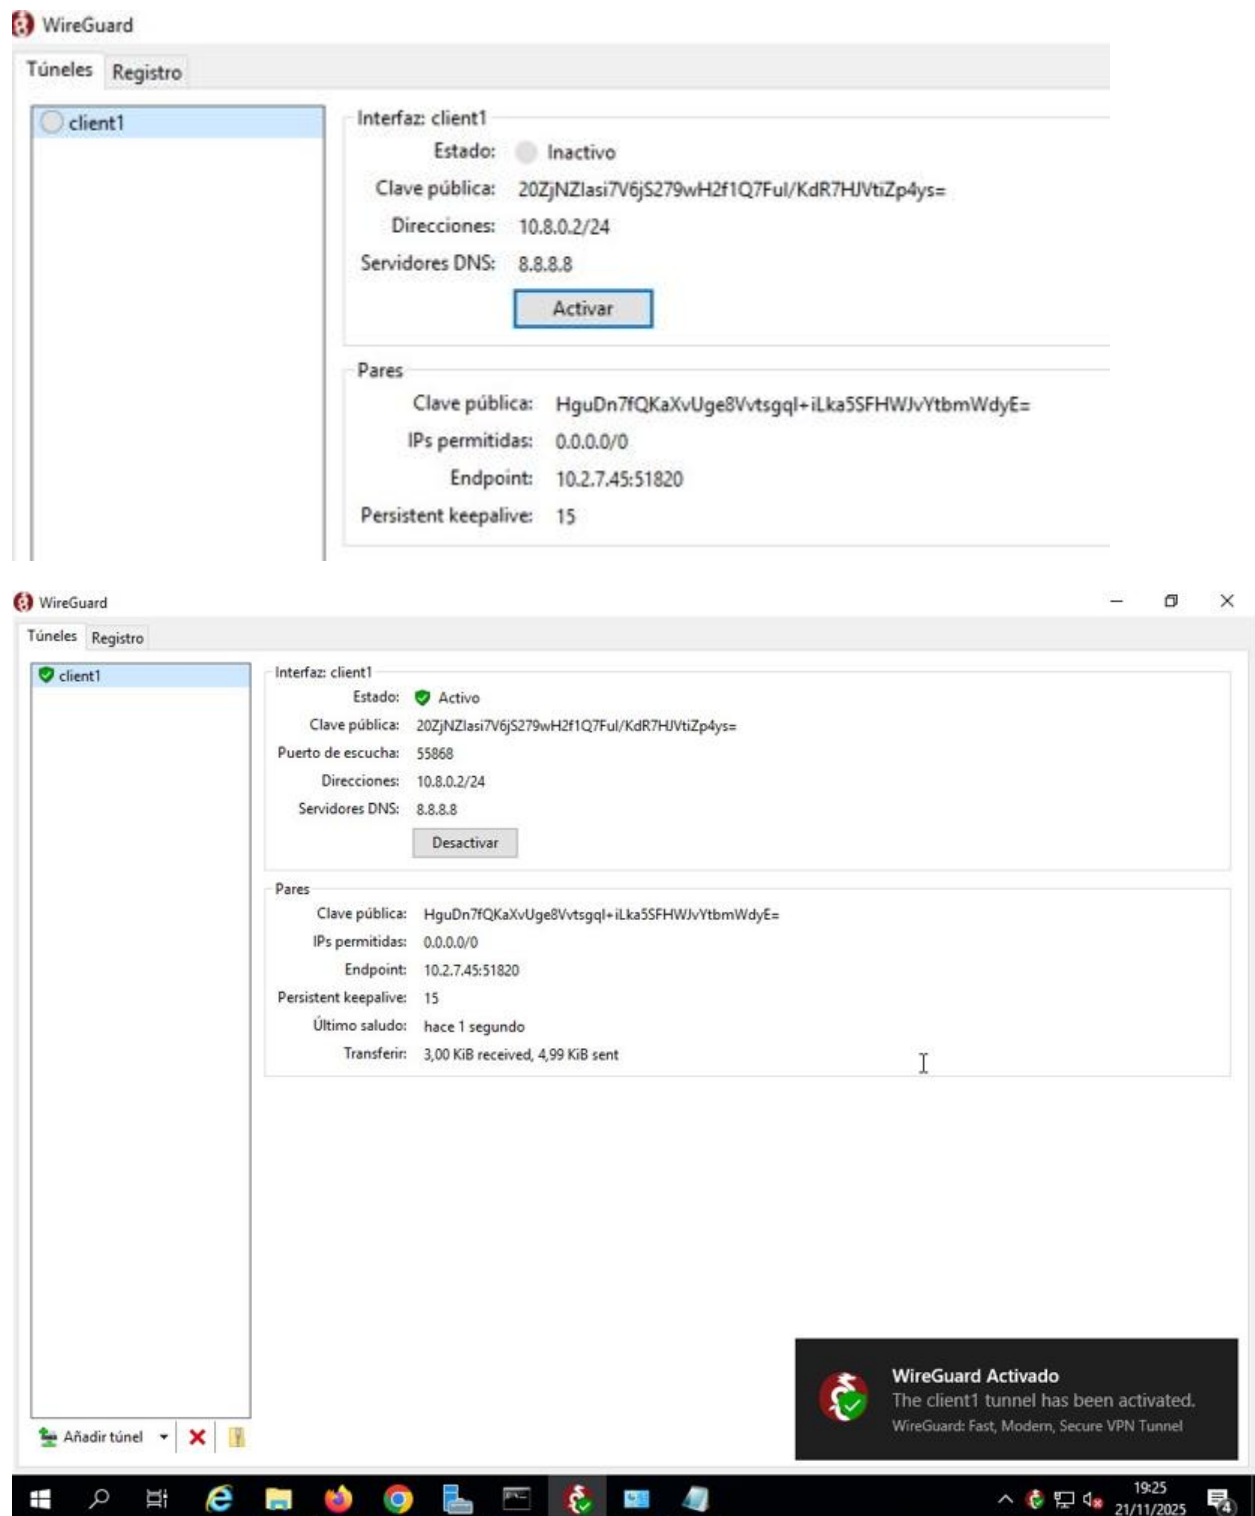 WireGuard
Túneles Registro
client1
Interfaz: client1
Estado: Inactivo
Clave pública: 20ZjNZIasi7V6jS279wH2f1Q7FuI/KdR7HJVtiZp4ys=
Direcciones: 10.8.0.2/24
Servidores DNS: 8.8.8.8
Activar
Pares
Clave pública: HguDn7fQKaXvUge8Vvtsgql+iLka5SFHWJvYtbmWdyE=
IPs permitidas: 0.0.0.0/0
Endpoint: 10.2.7.45:51820
Persistent keepalive: 15
WireGuard
Túneles Registro
client1
Interfaz: client1
Estado: Activo
Clave pública: 20ZjNZIasi7V6jS279wH2f1Q7FuI/KdR7HJVtiZp4ys=
Puerto de escucha: 55868
Direcciones: 10.8.0.2/24
Servidores DNS: 8.8.8.8
Desactivar
Pares
Clave pública: HguDn7fQKaXvUge8Vvtsgql+iLka5SFHWJvYtbmWdyE=
IPs permitidas: 0.0.0.0/0
Endpoint: 10.2.7.45:51820
Persistent keepalive: 15
Último saludo: hace 1 segundo
Transferir: 3,00 KiB received, 4,99 KiB sent
WireGuard Activado
The client1 tunnel has been activated.
WireGuard: Fast, Modern, Secure VPN Tunnel
Añadir túnel
19:25
21/11/2025
4